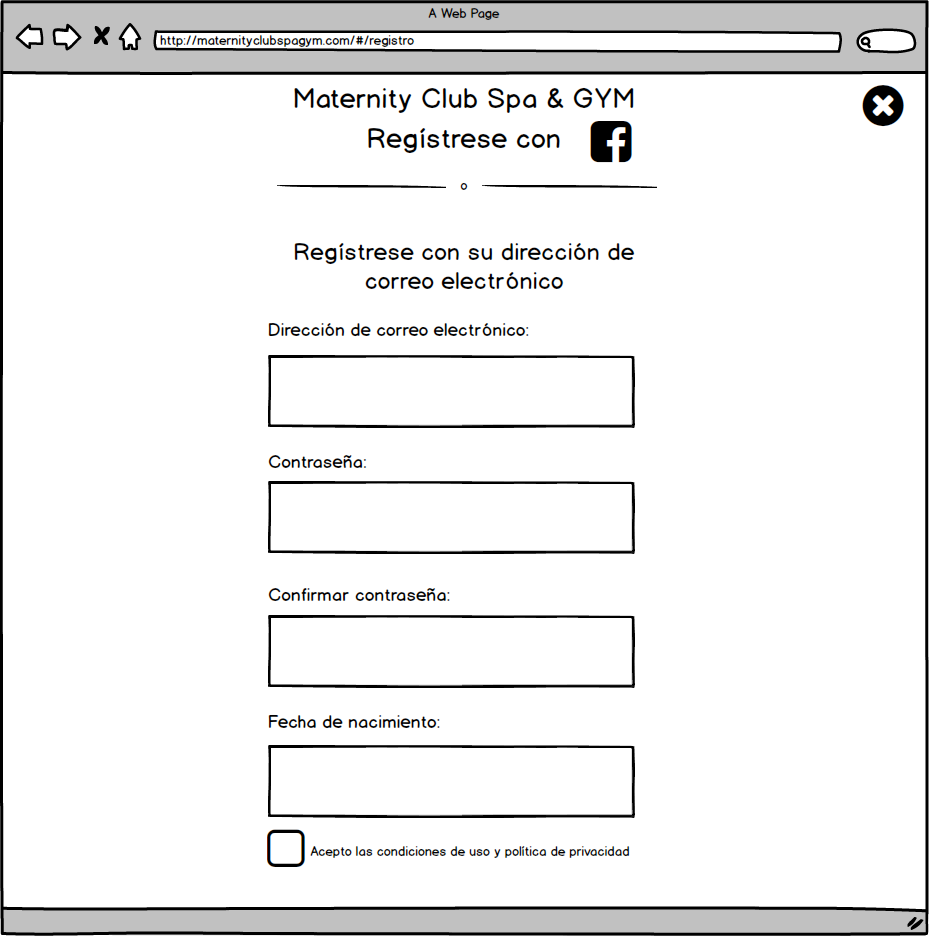 A Web Page
http://maternityclubspagym.com/#/registro
Maternity Club Spa & GYM
Regístrese con
Regístrese con su dirección de
correo electrónico
Dirección de correo electrónico:
Contraseña:
Confirmar contraseña:
Fecha de nacimiento:
Acepto las condiciones de uso y política de privacidad